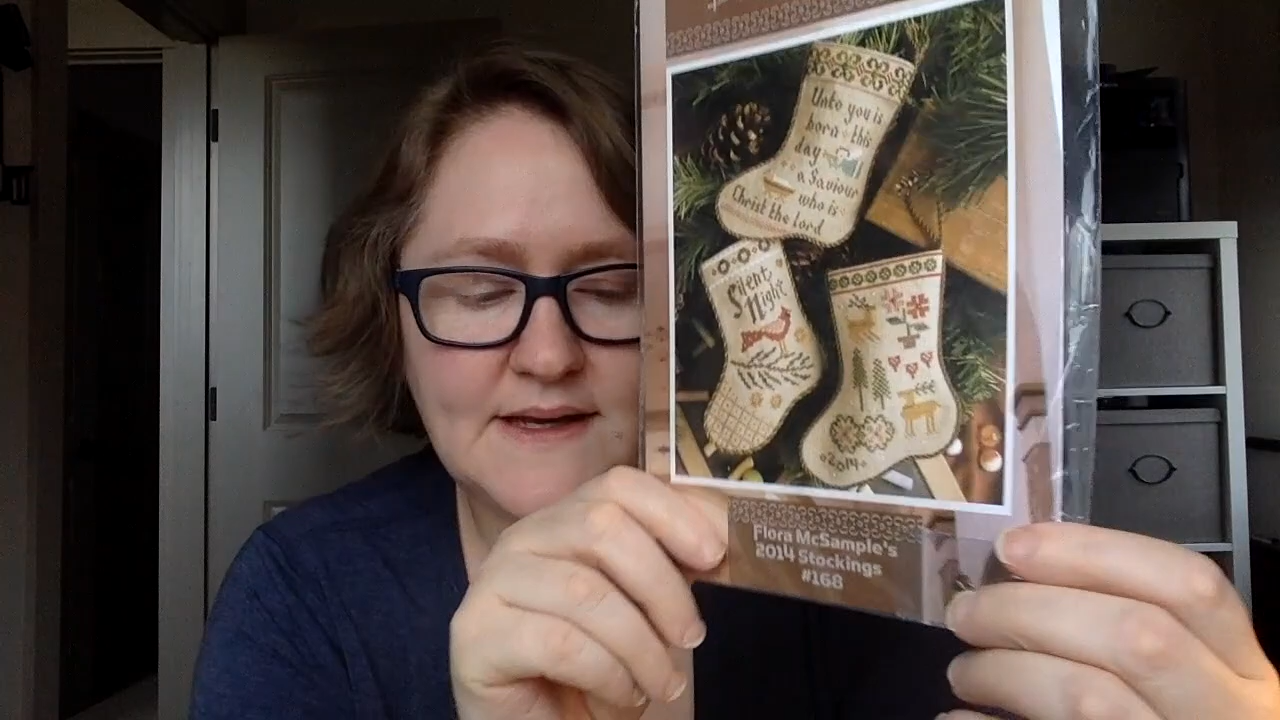 Unto you is
born this
day
a Saviour
who is
Christ the Lord
Silent
Night
2014
Flora McSample's
2014 Stockings
#168